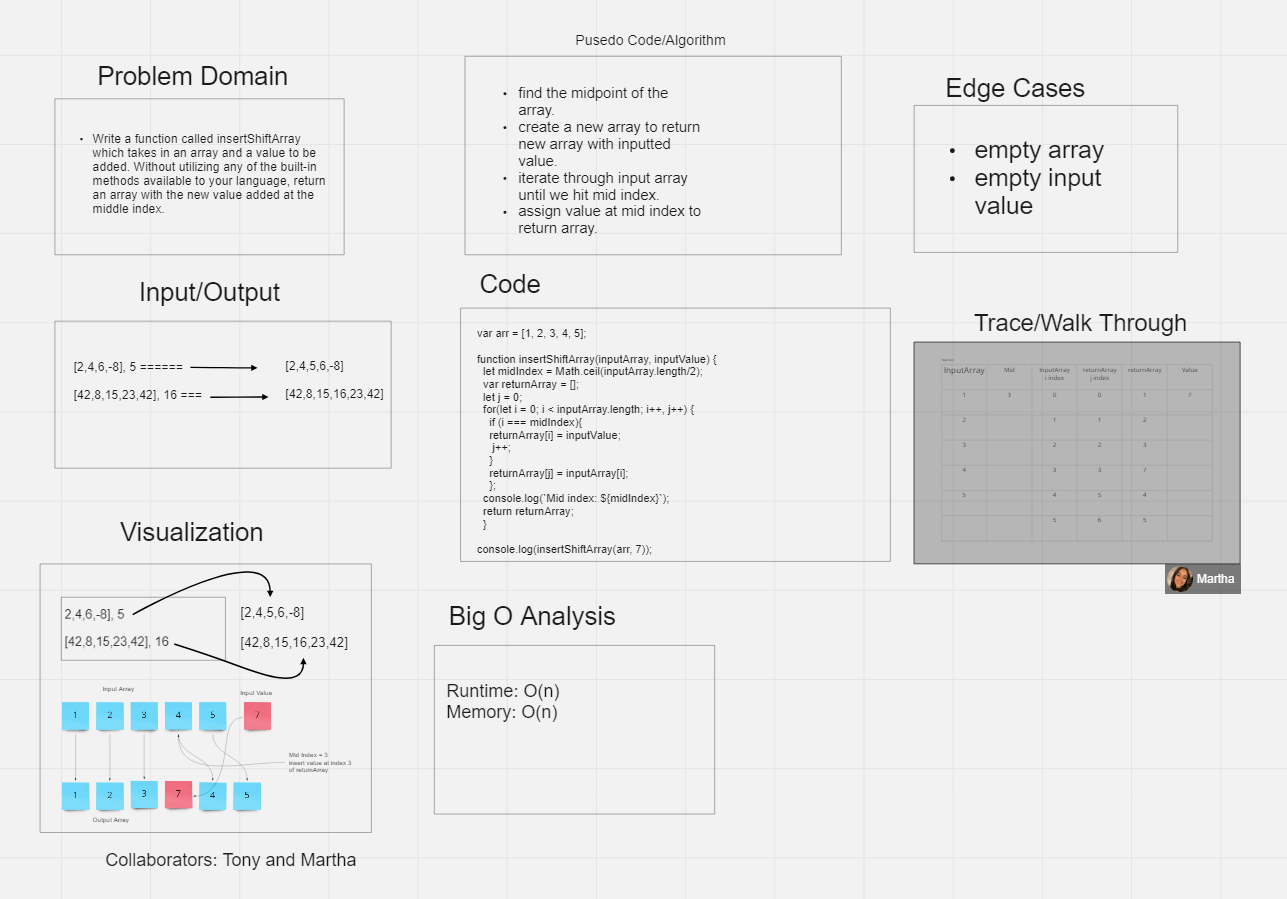 Problem Domain
• Write a function called insertShiftArray
which takes in an array and a value to be
added. Without utilizing any of the built-in
methods available to your language, return
an array with the new value added at the
middle index.
Input/Output
[2,4,6,-8], 5 ====== [2,4,5,6,-8]
[42,8,15,23,42], 16 === [42,8,15,16,23,42]
Visualization
2,4,6,-8], 5 [2,4,5,6,-8]
[42,8,15,23,42], 16 [42,8,15,16,23,42]
Input Array
Input Value
1 2 3 4 5 7
Mid Index = 3
insert value at index 3
of returnArray
1 2 3 7 4 5
Output Array
Collaborators: Tony and Martha
Pusedo Code/Algorithm
• find the midpoint of the
array.
• create a new array to return
new array with inputted
value.
• iterate through input array
until we hit mid index.
• assign value at mid index to
return array.
Code
var arr = [1, 2, 3, 4, 5];
function insertShiftArray(inputArray, inputValue) {
let midIndex = Math.ceil(inputArray.length/2);
var returnArray = [];
let j = 0;
for(let i = 0; i < inputArray.length; i++, j++) {
if (i === midIndex){
returnArray[i] = inputValue;
j++;
}
returnArray[j] = inputArray[i];
};
console.log(`Mid index: ${midIndex}`);
return returnArray;
}
console.log(insertShiftArray(arr, 7));
Big O Analysis
Runtime: O(n)
Memory: O(n)
Edge Cases
• empty array
• empty input
value
Trace/Walk Through
InputArray Mid InputArray returnArray returnArray Value
i index j index
1 3 0 0 1 7
2 1 1 2
3 2 2 3
4 3 3 7
5 4 5 4
5 6 5
Martha